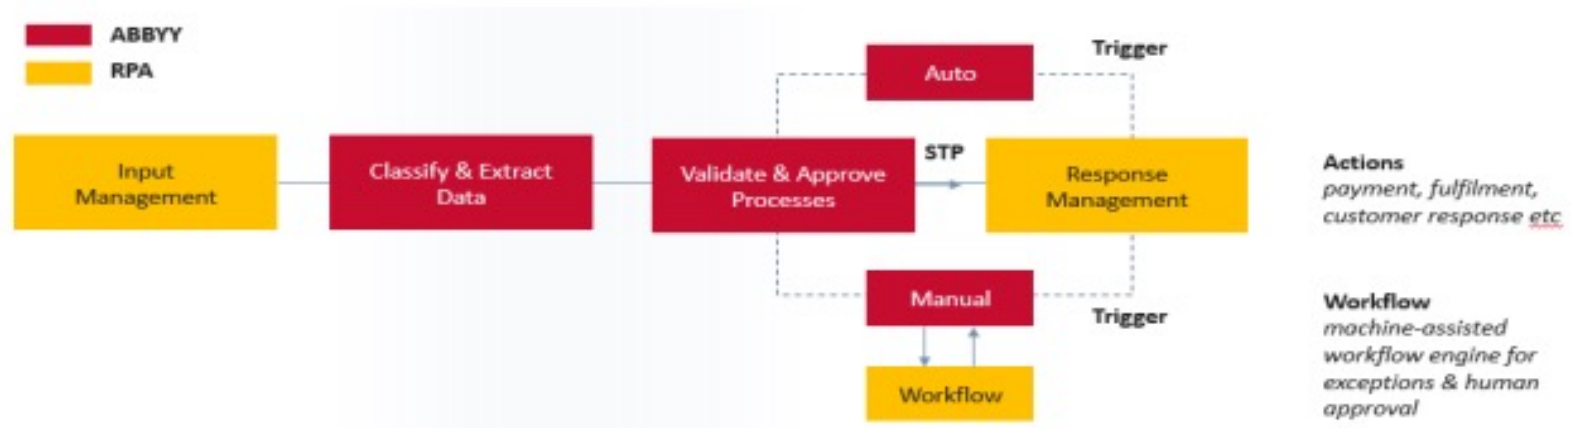 ABBYY
RPA
Input
Management
Classify & Extract
Data
Validate & Approve
Processes
Auto
Trigger
STP
Response
Management
Manual
Trigger
Workflow
Actions
payment, fulfilment,
customer response etc
Workflow
machine-assisted
workflow engine for
exceptions & human
approval